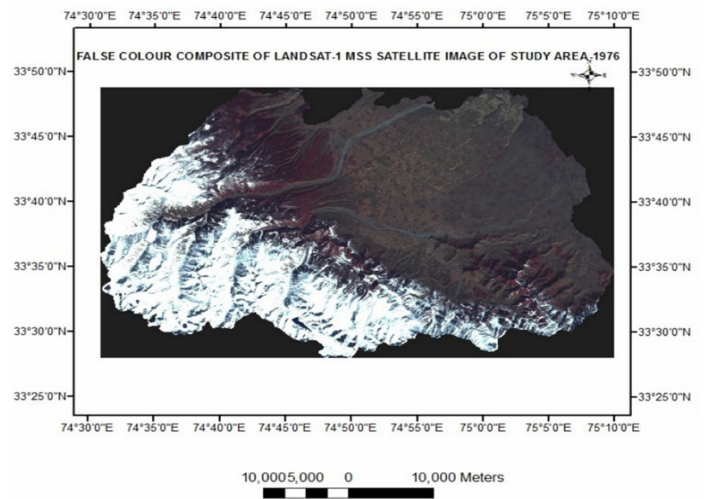 74°30'0"E 74°35'0"E 74°40'0"E 74°45'0"E 74°50'0"E 74°55'0"E 75°0'0"E 75°5'0"E 75°10'0"E
FALSE COLOUR COMPOSITE OF LANDSAT-1 MSS SATELLITE IMAGE OF STUDY AREA,1976
33°50'0"N 33°50'0"N
33°45'0"N 33°45'0"N
33°40'0"N 33°40'0"N
33°35'0"N 33°35'0"N
33°30'0"N 33°30'0"N
33°25'0"N 33°25'0"N
74°30'0"E 74°35'0"E 74°40'0"E 74°45'0"E 74°50'0"E 74°55'0"E 75°0'0"E 75°5'0"E 75°10'0"E
10,0005,000 0 10,000 Meters